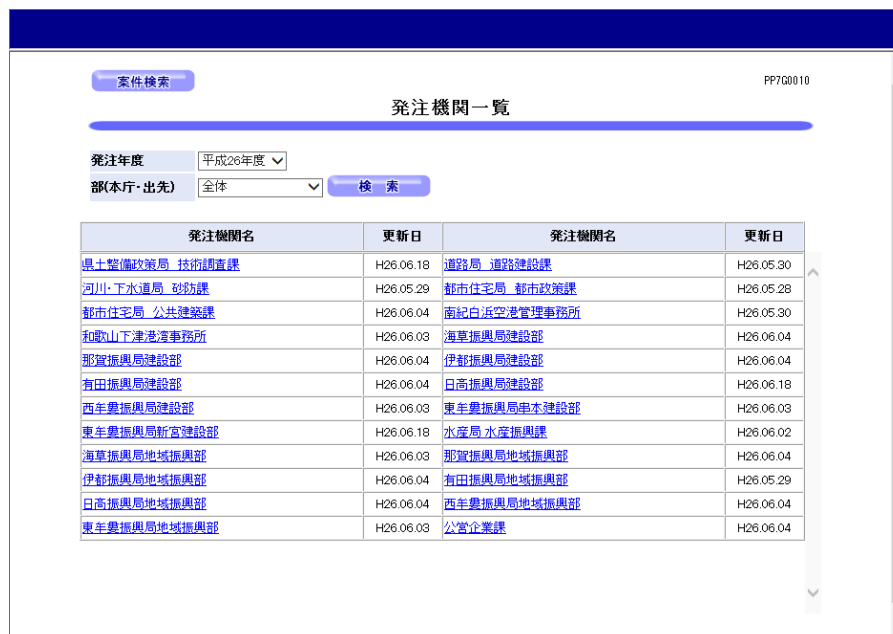 案件検索
PP7G0010
発注機関一覧
発注年度 平成26年度
部(本庁・出先) 全体 検 索
発注機関名 更新日 発注機関名 更新日
県土整備政策局 技術調査課 H26.06.18 道路局 道路建設課 H26.05.30
河川・下水道局 砂防課 H26.05.29 都市住宅局 都市政策課 H26.05.28
都市住宅局 公共建築課 H26.06.04 南紀白浜空港管理事務所 H26.05.30
和歌山下津港湾事務所 H26.06.03 海草振興局建設部 H26.06.04
那賀振興局建設部 H26.06.04 伊都振興局建設部 H26.06.04
有田振興局建設部 H26.06.04 日高振興局建設部 H26.06.18
西牟婁振興局建設部 H26.06.03 東牟婁振興局串本建設部 H26.06.03
東牟婁振興局新宮建設部 H26.06.18 水産局 水産振興課 H26.06.02
海草振興局地域振興部 H26.06.03 那賀振興局地域振興部 H26.06.04
伊都振興局地域振興部 H26.06.04 有田振興局地域振興部 H26.05.29
日高振興局地域振興部 H26.06.04 西牟婁振興局地域振興部 H26.06.04
東牟婁振興局地域振興部 H26.06.03 公営企業課 H26.06.04